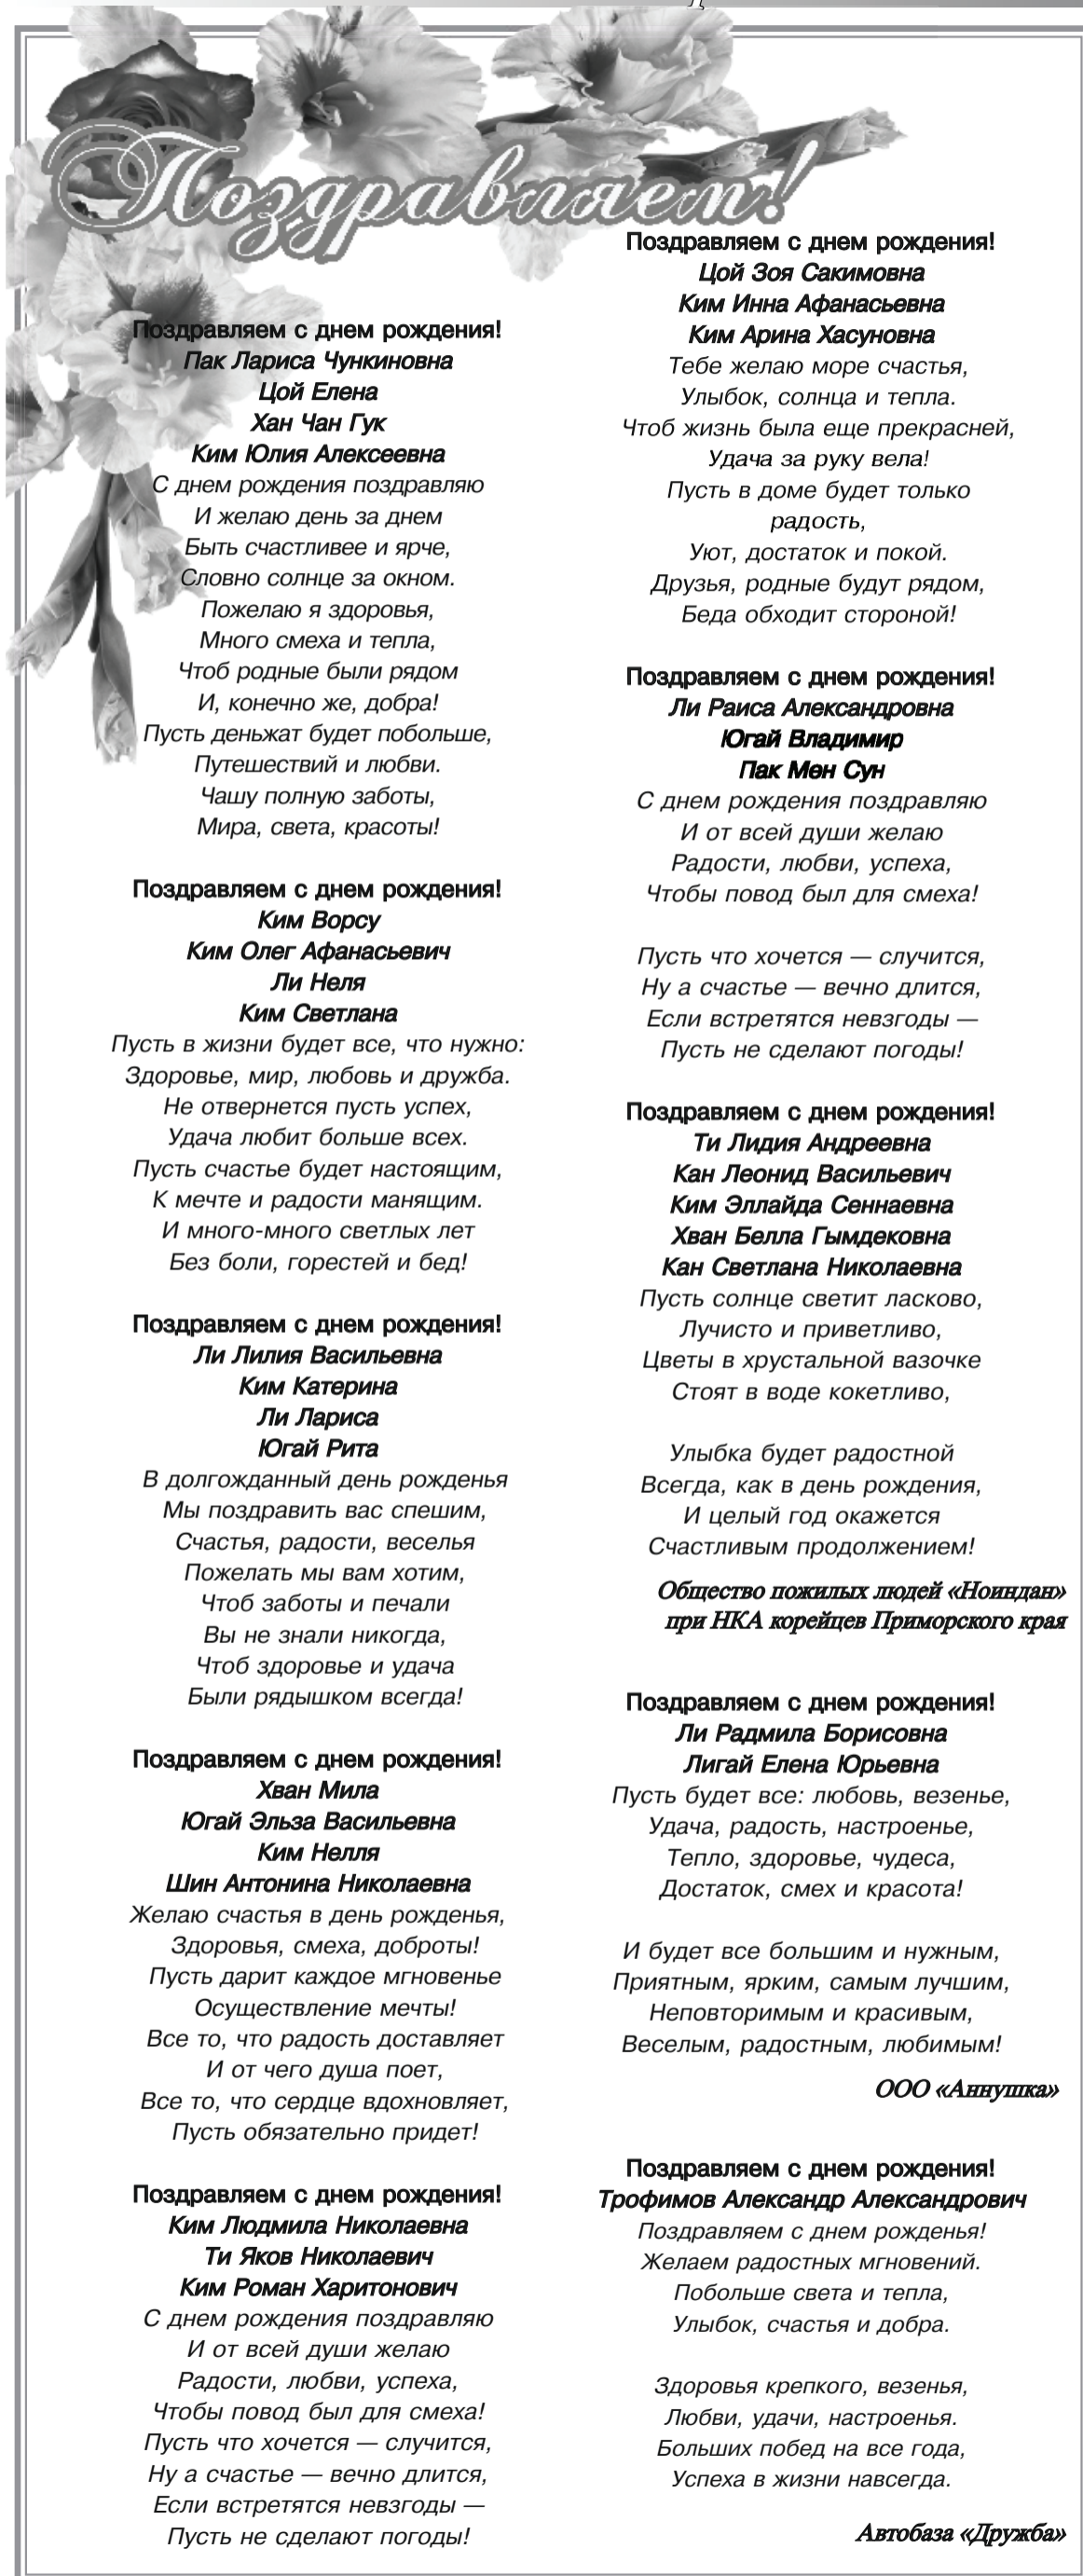 Поздравляем!
Поздравляем с днем рождения!
Пак Лариса Чункиновна
Цой Елена
Хан Чан Гук
Ким Юлия Алексеевна
С днем рождения поздравляю
И желаю день за днем
Быть счастливее и ярче,
Словно солнце за окном.
Пожелаю я здоровья,
Много смеха и тепла,
Чтоб родные были рядом
И, конечно же, добра!
Пусть деньжат будет побольше,
Путешествий и любви.
Чашу полную заботы,
Мира, света, красоты!
Поздравляем с днем рождения!
Ким Ворсу
Ким Олег Афанасьевич
Ли Неля
Ким Светлана
Пусть в жизни будет все, что нужно:
Здоровье, мир, любовь и дружба.
Не отвернется пусть успех,
Удача любит больше всех.
Пусть счастье будет настоящим,
К мечте и радости манящим.
И много-много светлых лет
Без боли, горестей и бед!
Поздравляем с днем рождения!
Ли Лилия Васильевна
Ким Катерина
Ли Лариса
Югай Рита
В долгожданный день рожденья
Мы поздравить вас спешим,
Счастья, радости, веселья
Пожелать мы вам хотим,
Чтоб заботы и печали
Вы не знали никогда,
Чтоб здоровье и удача
Были рядышком всегда!
Поздравляем с днем рождения!
Хван Мила
Югай Эльза Васильевна
Ким Нелля
Шин Антонина Николаевна
Желаю счастья в день рожденья,
Здоровья, смеха, доброты!
Пусть дарит каждое мгновенье
Осуществление мечты!
Все то, что радость доставляет
И от чего душа поет,
Все то, что сердце вдохновляет,
Пусть обязательно придет!
Поздравляем с днем рождения!
Ким Людмила Николаевна
Ти Яков Николаевич
Ким Роман Харитонович
С днем рождения поздравляю
И от всей души желаю
Радости, любви, успеха,
Чтобы повод был для смеха!
Пусть что хочется — случится,
Ну а счастье — вечно длится,
Если встретятся невзгоды —
Пусть не сделают погоды!
Поздравляем с днем рождения!
Цой Зоя Сакимовна
Ким Инна Афанасьевна
Ким Арина Хасуновна
Тебе желаю море счастья,
Улыбок, солнца и тепла.
Чтоб жизнь была еще прекрасней,
Удача за руку вела!
Пусть в доме будет только
радость,
Уют, достаток и покой.
Друзья, родные будут рядом,
Беда обходит стороной!
Поздравляем с днем рождения!
Ли Раиса Александровна
Югай Владимир
Пак Мен Сун
С днем рождения поздравляю
И от всей души желаю
Радости, любви, успеха,
Чтобы повод был для смеха!
Пусть что хочется — случится,
Ну а счастье — вечно длится,
Если встретятся невзгоды —
Пусть не сделают погоды!
Поздравляем с днем рождения!
Ти Лидия Андреевна
Кан Леонид Васильевич
Ким Эллайда Сеннаевна
Хван Белла Гымдековна
Кан Светлана Николаевна
Пусть солнце светит ласково,
Лучисто и приветливо,
Цветы в хрустальной вазочке
Стоят в воде кокетливо,
Улыбка будет радостной
Всегда, как в день рождения,
И целый год окажется
Счастливым продолжением!
Общество пожилых людей «Ноиндан»
при НКА корейцев Приморского края
Поздравляем с днем рождения!
Ли Радмила Борисовна
Лигай Елена Юрьевна
Пусть будет все: любовь, везенье,
Удача, радость, настроенье,
Тепло, здоровье, чудеса,
Достаток, смех и красота!
И будет все большим и нужным,
Приятным, ярким, самым лучшим,
Неповторимым и красивым,
Веселым, радостным, любимым!
ООО «Аннушка»
Поздравляем с днем рождения!
Трофимов Александр Александрович
Поздравляем с днем рожденья!
Желаем радостных мгновений.
Побольше света и тепла,
Улыбок, счастья и добра.
Здоровья крепкого, везенья,
Любви, удачи, настроенья.
Больших побед на все года,
Успеха в жизни навсегда.
Автобаза «Дружба»